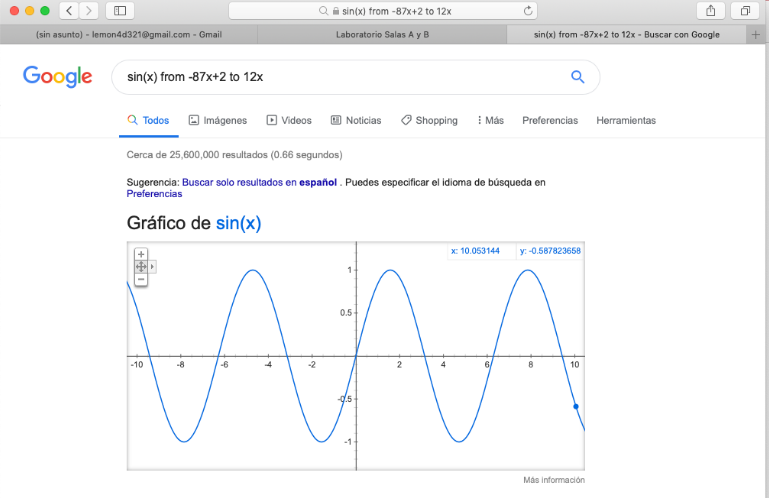 sin(x) from -87x+2 to 12x
(sin asunto) - lemon4d321@gmail.com - Gmail
Laboratorio Salas A y B
sin(x) from -87x+2 to 12x - Buscar con Google
Google
sin(x) from -87x+2 to 12x
Todos Imágenes Videos Noticias Shopping Más Preferencias Herramientas
Cerca de 25,600,000 resultados (0.66 segundos)
Sugerencia: Buscar solo resultados en español . Puedes especificar el idioma de búsqueda en
Preferencias
Gráfico de sin(x)
x: 10.053144 y: -0.587823658
1
0.5
-10 -8 -6 -4 -2 2 4 6 8 10
-0.5
-1
Más información